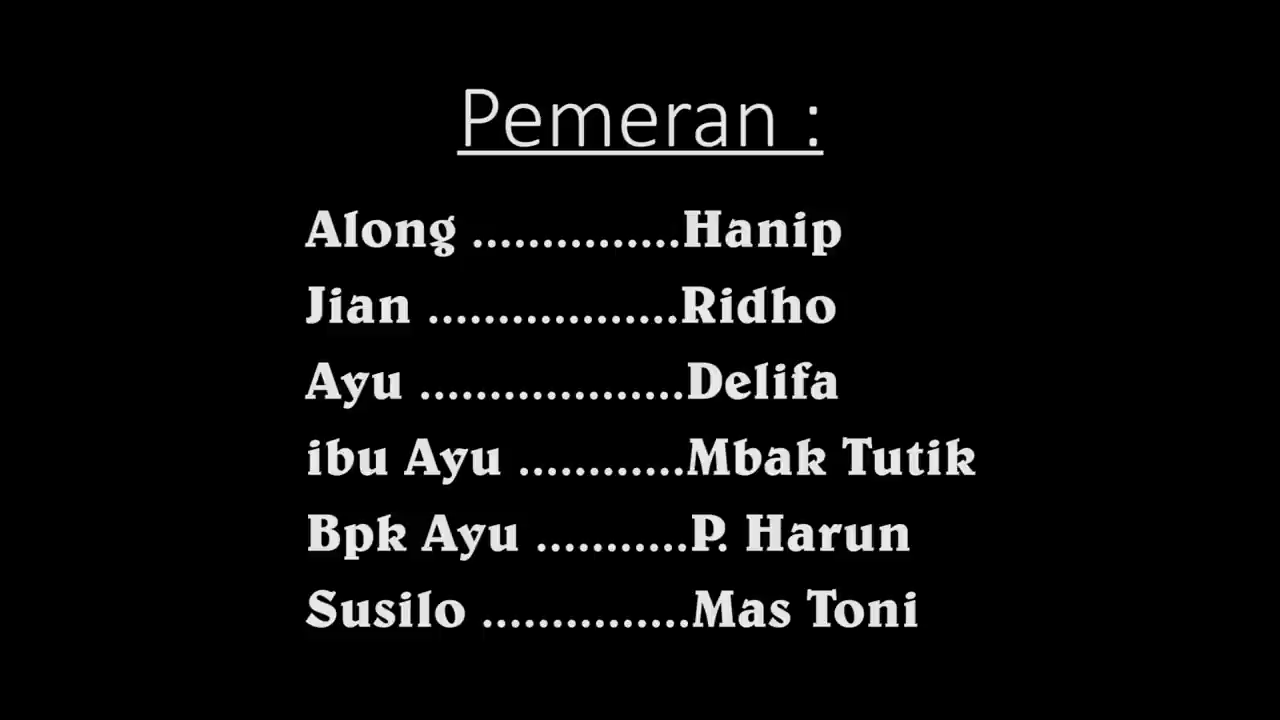 Pemeran :
Along ...............Hanip
Jian ..................Ridho
Ayu ...................Delifa
ibu Ayu ............Mbak Tutik
Bpk Ayu ...........P. Harun
Susilo ...............Mas Toni